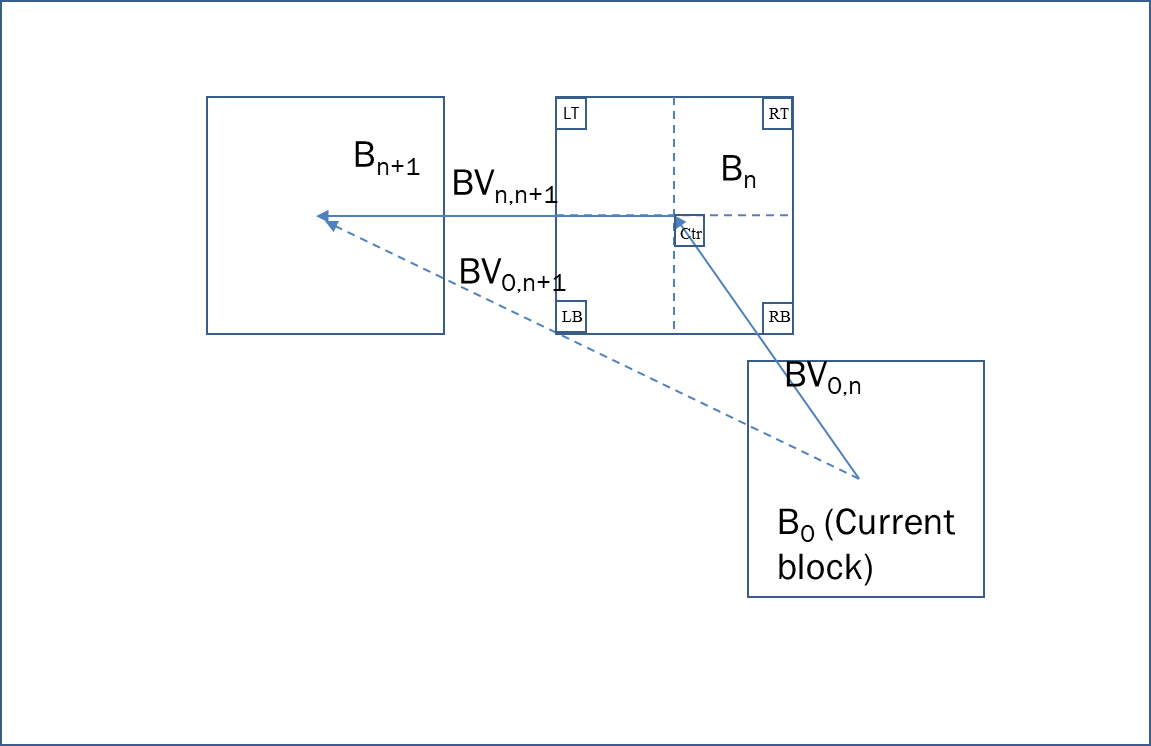 LT
RT
Bn+1
Bn
BVn,n+1
Ctr
BV0,n+1
LB
RB
BV0,n
B0 (Current
block)